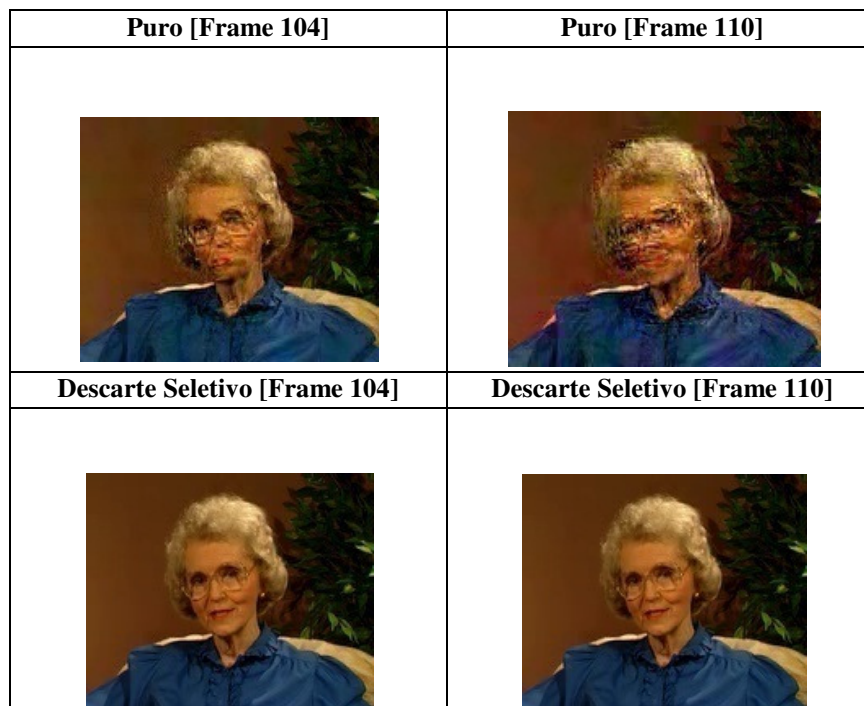 Puro [Frame 104]
Puro [Frame 110]
Descarte Seletivo [Frame 104]
Descarte Seletivo [Frame 110]